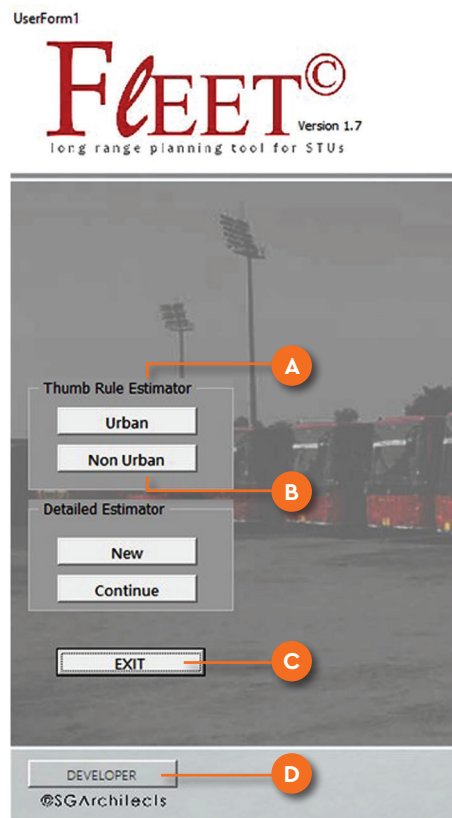 UserForm1
FLEET©
Version 1.7
long range planning tool for STUs
A
Thumb Rule Estimator
Urban
Non Urban
B
Detailed Estimator
New
Continue
EXIT
C
DEVELOPER
D
©SGArchitects